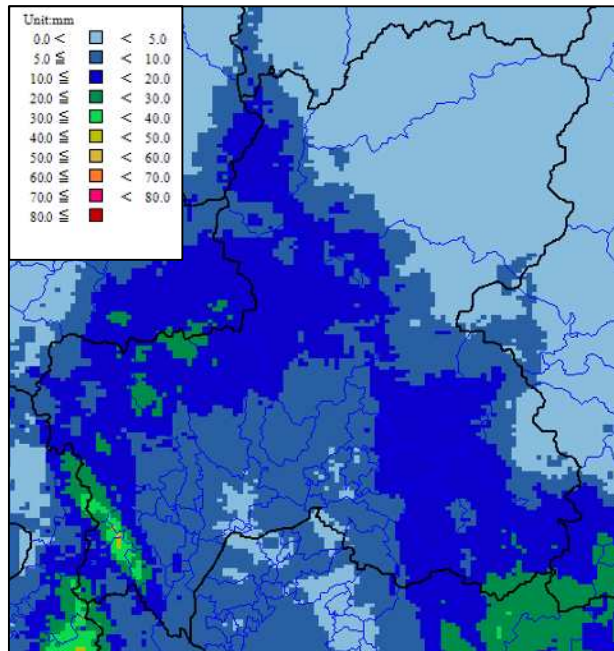 Unit:mm
0.0 < < 5.0
5.0 ≦ < 10.0
10.0 ≦ < 20.0
20.0 ≦ < 30.0
30.0 ≦ < 40.0
40.0 ≦ < 50.0
50.0 ≦ < 60.0
60.0 ≦ < 70.0
70.0 ≦ < 80.0
80.0 ≦